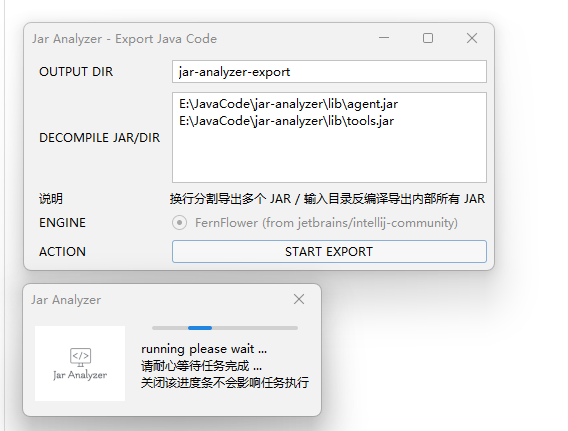 Jar Analyzer - Export Java Code
OUTPUT DIR
jar-analyzer-export
DECOMPILE JAR/DIR
E:\JavaCode\jar-analyzer\lib\agent.jar
E:\JavaCode\jar-analyzer\lib\tools.jar
说明
换行分割导出多个 JAR / 输入目录反编译导出内部所有 JAR
ENGINE
FernFlower (from jetbrains/intellij-community)
ACTION
START EXPORT
Jar Analyzer
</>
Jar Analyzer
running please wait ...
请耐心等待任务完成 ...
关闭该进度条不会影响任务执行